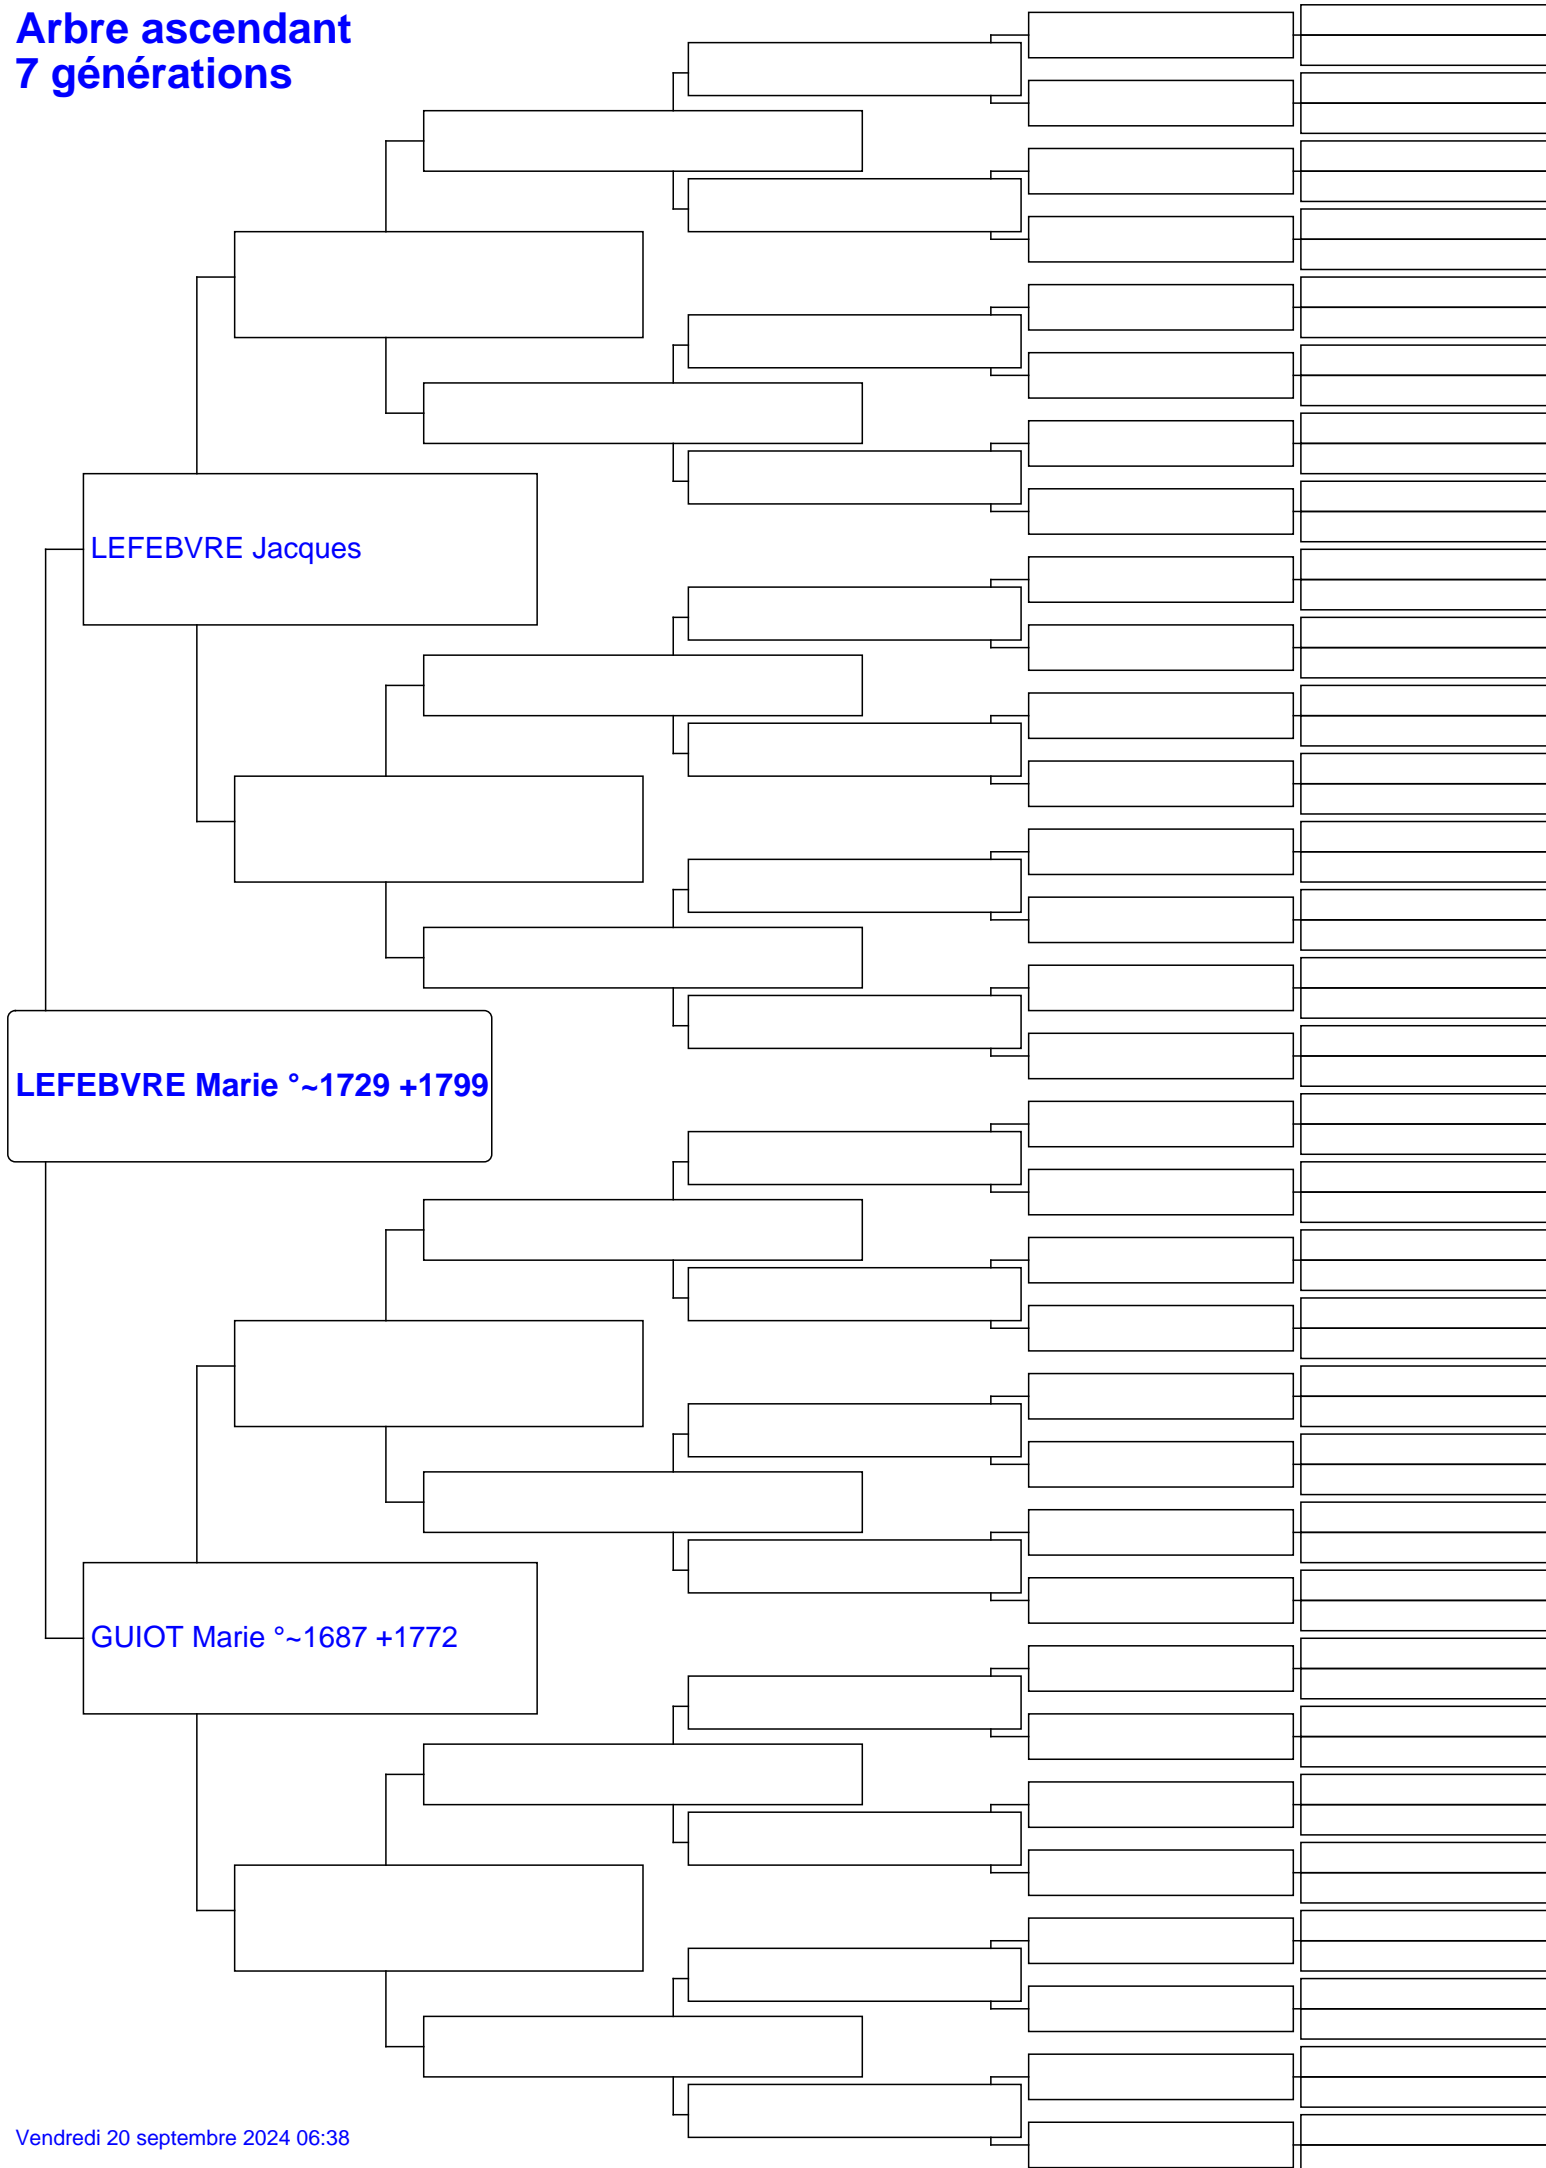 Arbre ascendant
7 générations
LEFEBVRE Jacques
LEFEBVRE Marie °~1729 +1799
GUIOT Marie °~1687 +1772
Vendredi 20 septembre 2024 06:38